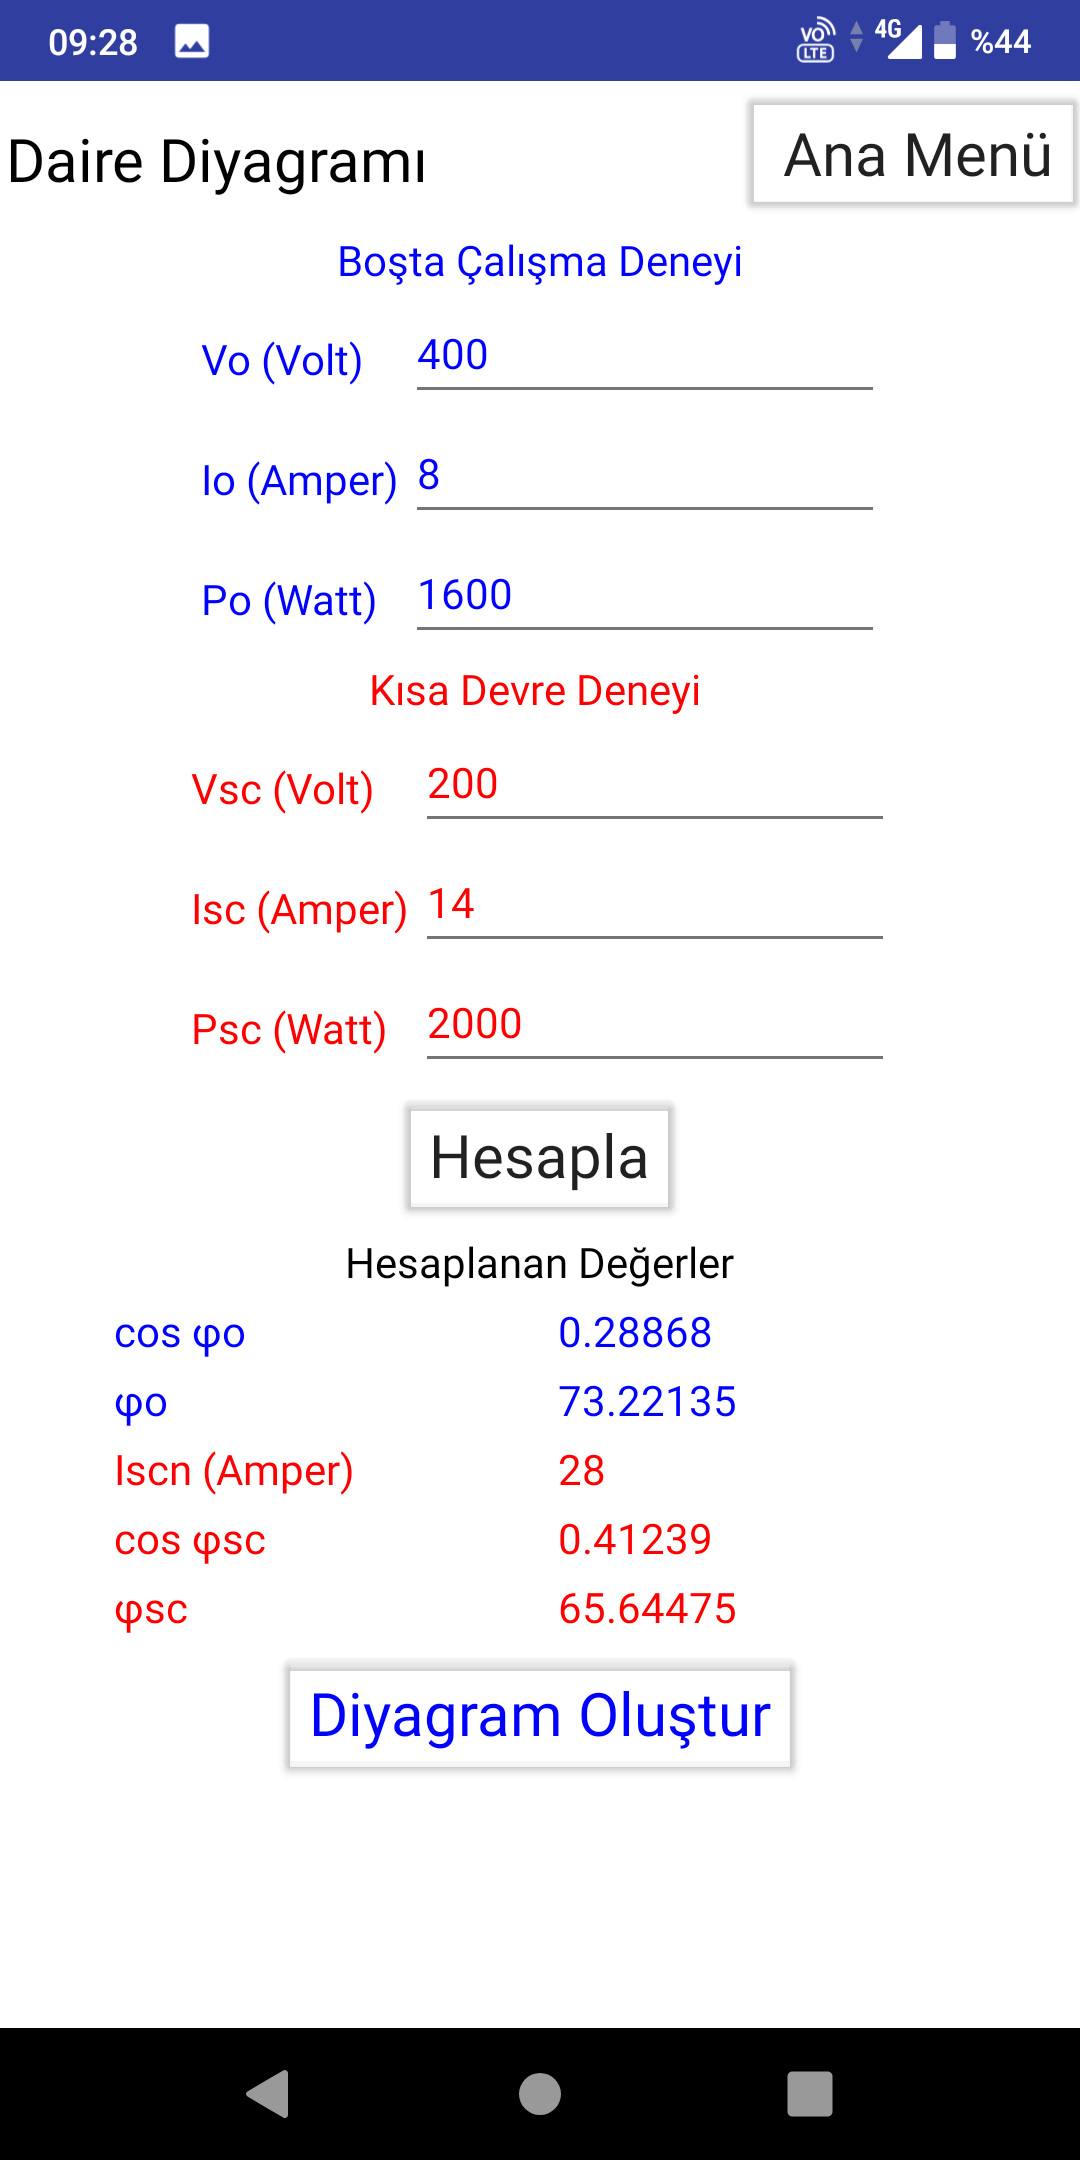 09:28 VO LTE 4G %44
Daire Diyagramı Ana Menü
Boşta Çalışma Deneyi
Vo (Volt) 400
Io (Amper) 8
Po (Watt) 1600
Kısa Devre Deneyi
Vsc (Volt) 200
Isc (Amper) 14
Psc (Watt) 2000
Hesapla
Hesaplanan Değerler
cos φo 0.28868
φo 73.22135
Iscn (Amper) 28
cos φsc 0.41239
φsc 65.64475
Diyagram Oluştur